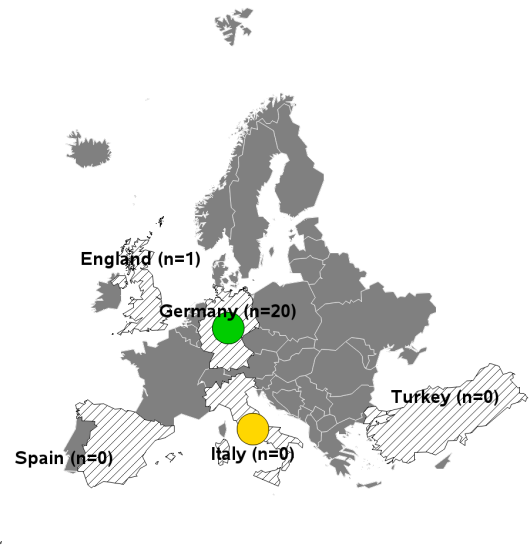 England (n=1)
Germany (n=20)
Turkey (n=0)
Italy (n=0)
Spain (n=0)